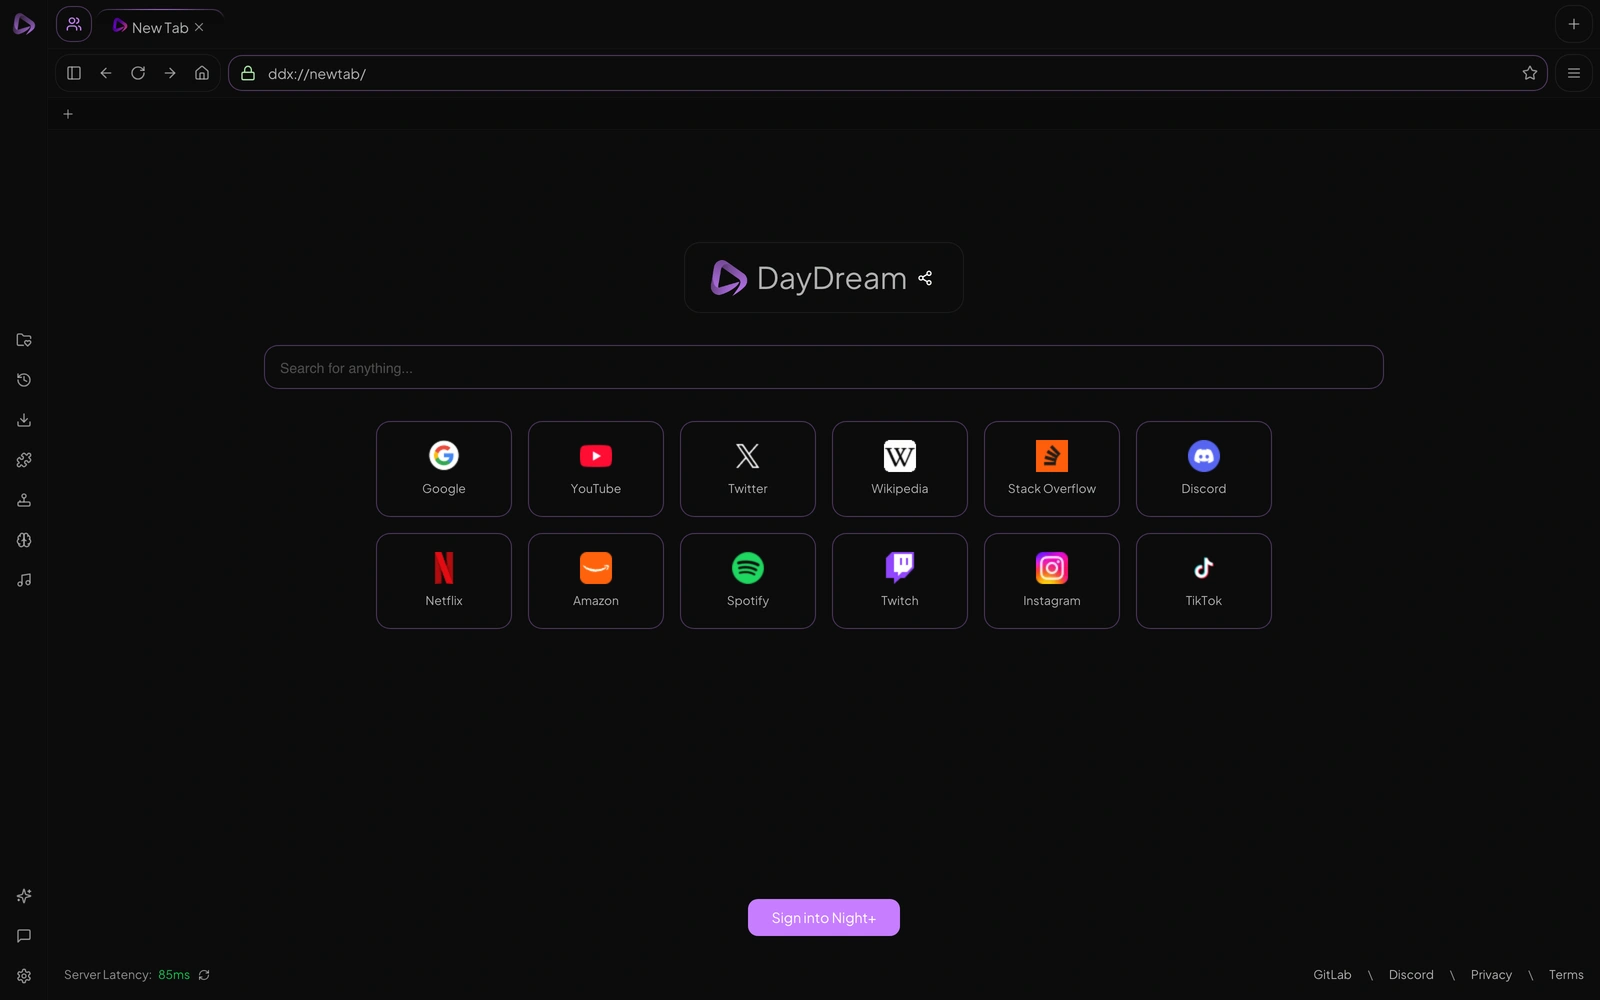 New Tab
ddx://newtab/
DayDream
Search for anything...
Google
YouTube
Twitter
Wikipedia
Stack Overflow
Discord
Netflix
Amazon
Spotify
Twitch
Instagram
TikTok
Sign into Night+
Server Latency: 85ms
GitLab \ Discord \ Privacy \ Terms